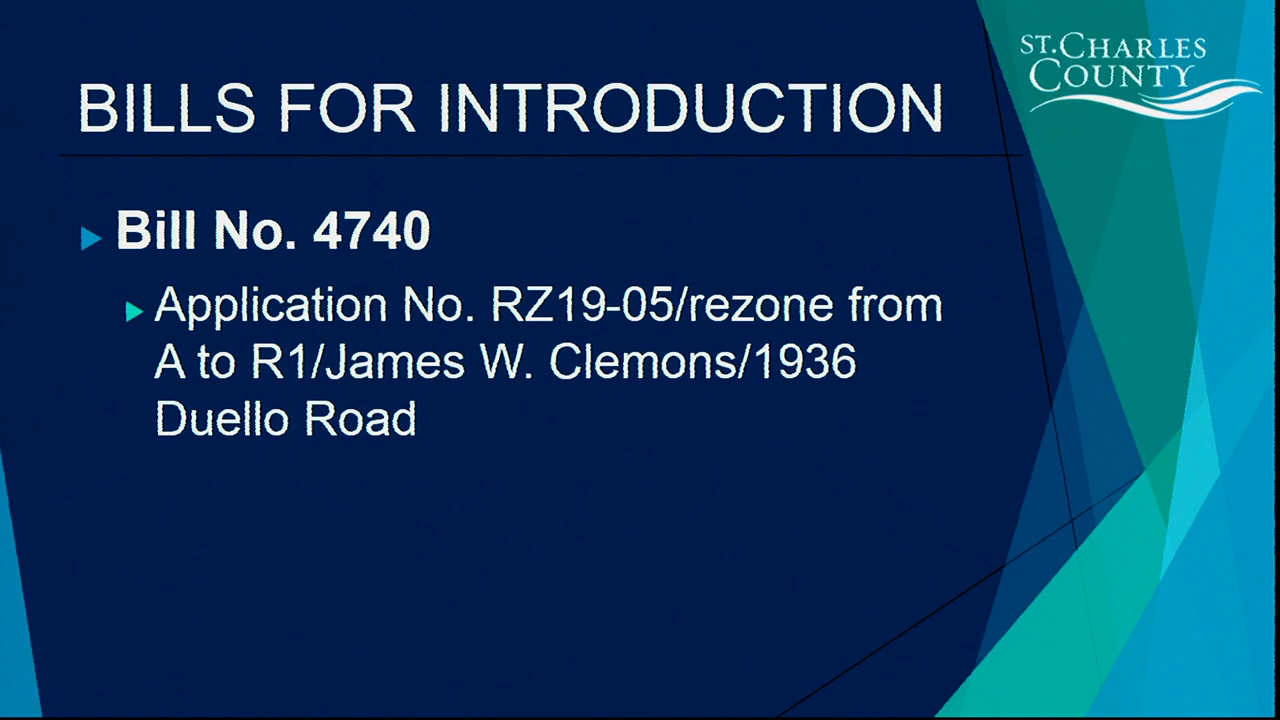 ST. CHARLES
COUNTY
BILLS FOR INTRODUCTION
Bill No. 4740
Application No. RZ19-05/rezone from
A to R1/James W. Clemons/1936
Duello Road